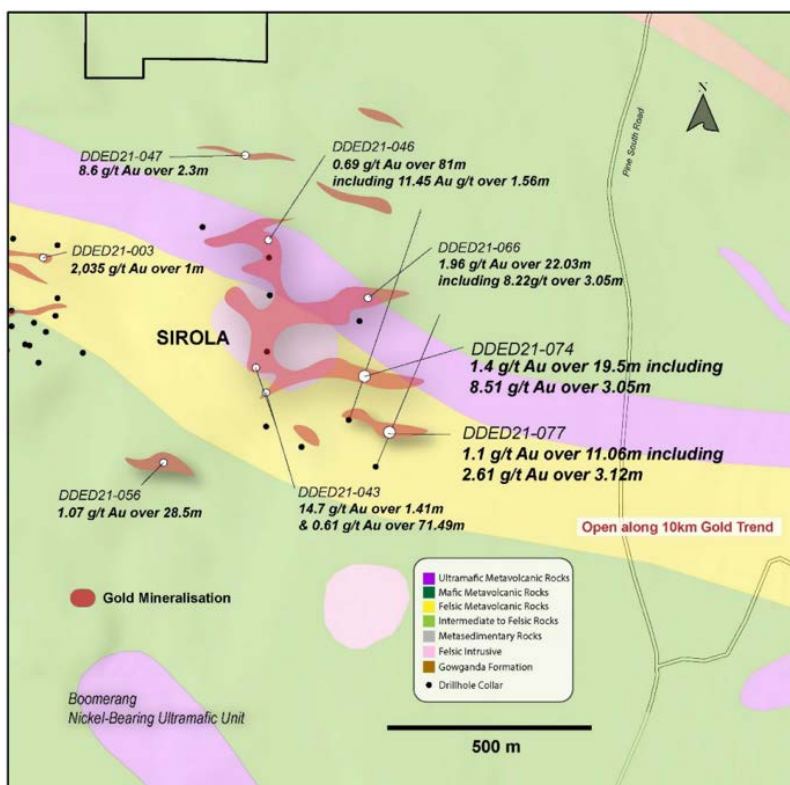 N
Pine South Road
DDED21-047
8.6 g/t Au over 2.3m
DDED21-046
0.69 g/t Au over 81m
including 11.45 Au g/t over 1.56m
DDED21-003
2,035 g/t Au over 1m
DDED21-066
1.96 g/t Au over 22.03m
including 8.22g/t over 3.05m
SIROLA
DDED21-074
1.4 g/t Au over 19.5m including
8.51 g/t Au over 3.05m
DDED21-077
1.1 g/t Au over 11.06m including
2.61 g/t Au over 3.12m
DDED21-056
1.07 g/t Au over 28.5m
DDED21-043
14.7 g/t Au over 1.41m
& 0.61 g/t Au over 71.49m
Open along 10km Gold Trend
Gold Mineralisation
Ultramafic Metavolcanic Rocks
Mafic Metavolcanic Rocks
Felsic Metavolcanic Rocks
Intermediate to Felsic Rocks
Metasedimentary Rocks
Felsic Intrusive
Gowganda Formation
Drillhole Collar
Boomerang
Nickel-Bearing Ultramafic Unit
500 m